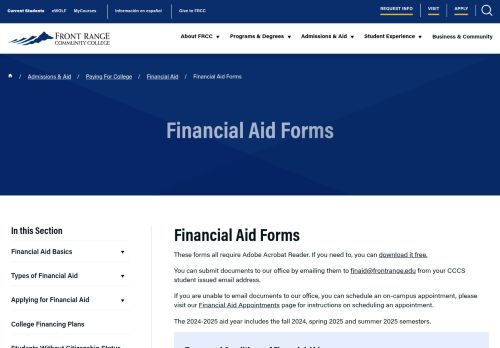 Current Students eWOLF MyCourses Información en español Give to FRCC REQUEST INFO VISIT APPLY
FRONT RANGE
COMMUNITY COLLEGE
About FRCC Programs & Degrees Admissions & Aid Student Experience Business & Community
/ Admissions & Aid / Paying For College / Financial Aid / Financial Aid Forms
Financial Aid Forms
In this Section
Financial Aid Basics
Types of Financial Aid
Applying for Financial Aid
College Financing Plans
Students Without Citizenship Status
Financial Aid Forms
These forms all require Adobe Acrobat Reader. If you need to, you can download it free.
You can submit documents to our office by emailing them to finaid@frontrange.edu from your CCCS
student issued email address.
If you are unable to email documents to our office, you can schedule an on-campus appointment, please
visit our Financial Aid Appointments page for instructions on scheduling an appointment.
The 2024-2025 aid year includes the fall 2024, spring 2025 and summer 2025 semesters.